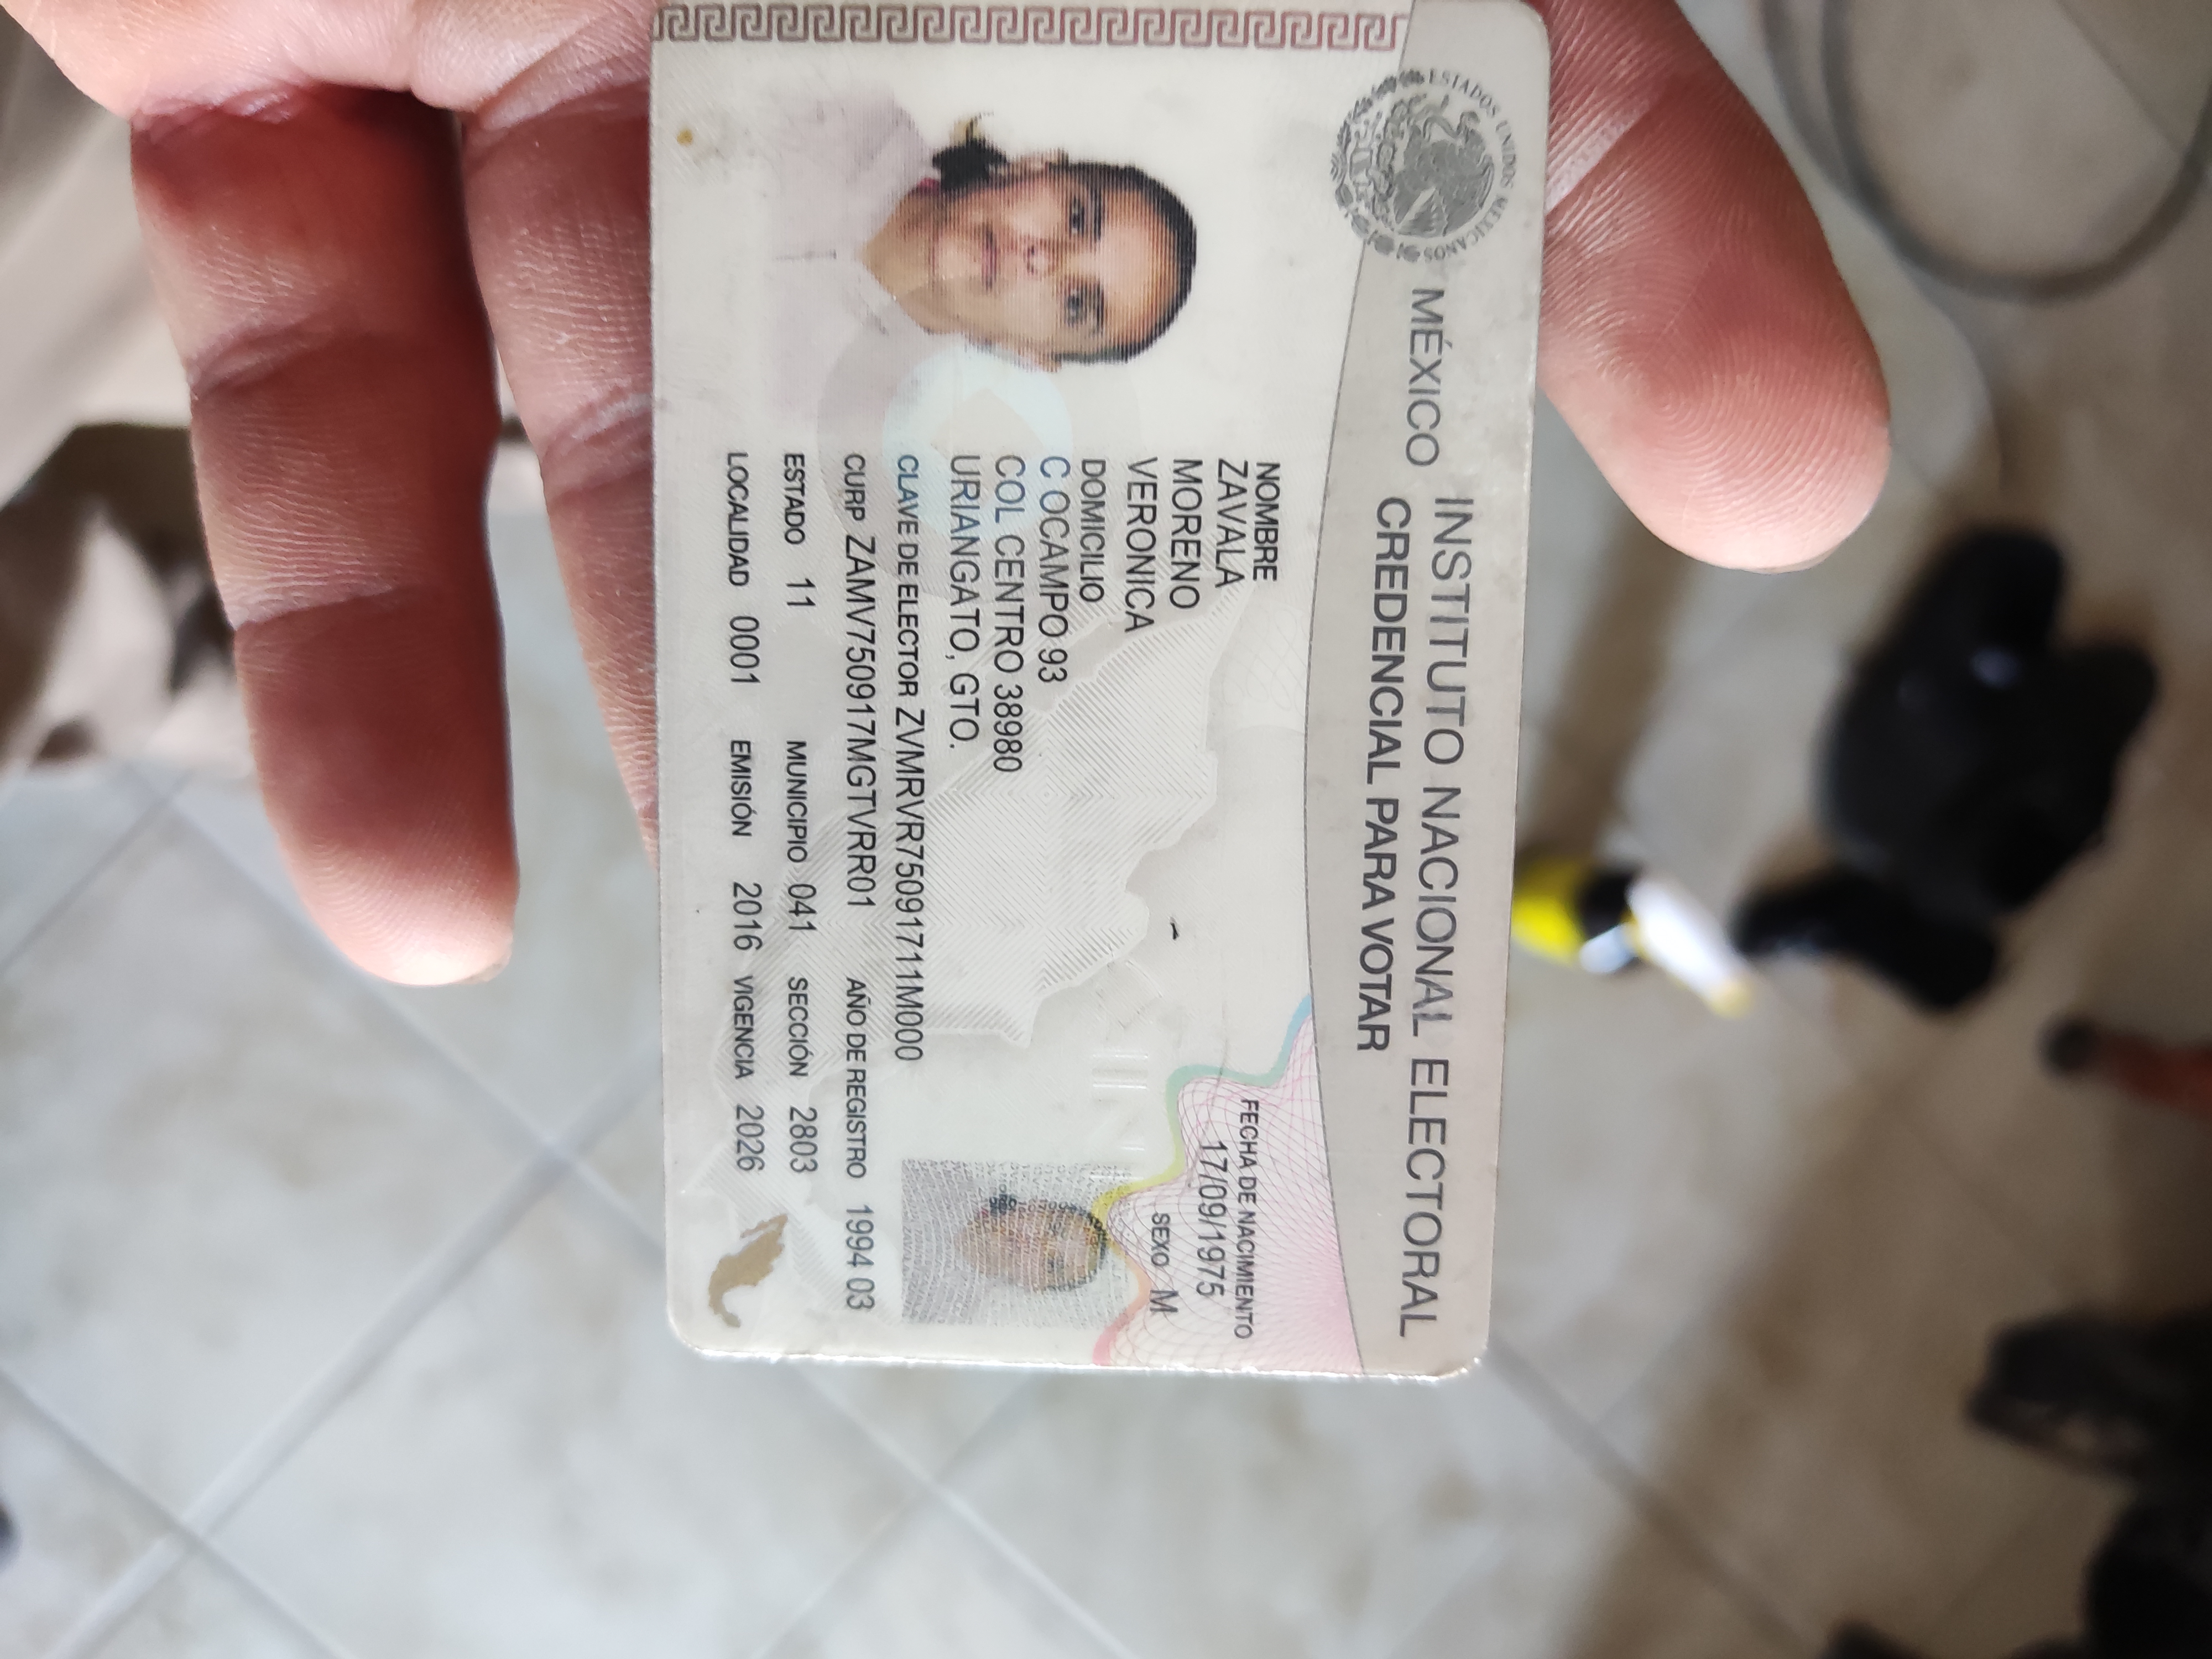 ESTADOS UNIDOS MEXICANOS
MÉXICO INSTITUTO NACIONAL ELECTORAL
CREDENCIAL PARA VOTAR
NOMBRE
ZAVALA
MORENO
VERONICA
FECHA DE NACIMIENTO
17/09/1975
SEXO M
DOMICILIO
C OCAMPO 93
COL CENTRO 38980
URIANGATO, GTO.
CLAVE DE ELECTOR ZVMRVR75091711M000
CURP ZAMV750917MGTVRR01 AÑO DE REGISTRO 1994 03
ESTADO 11 MUNICIPIO 041 SECCIÓN 2803
LOCALIDAD 0001 EMISIÓN 2016 VIGENCIA 2026